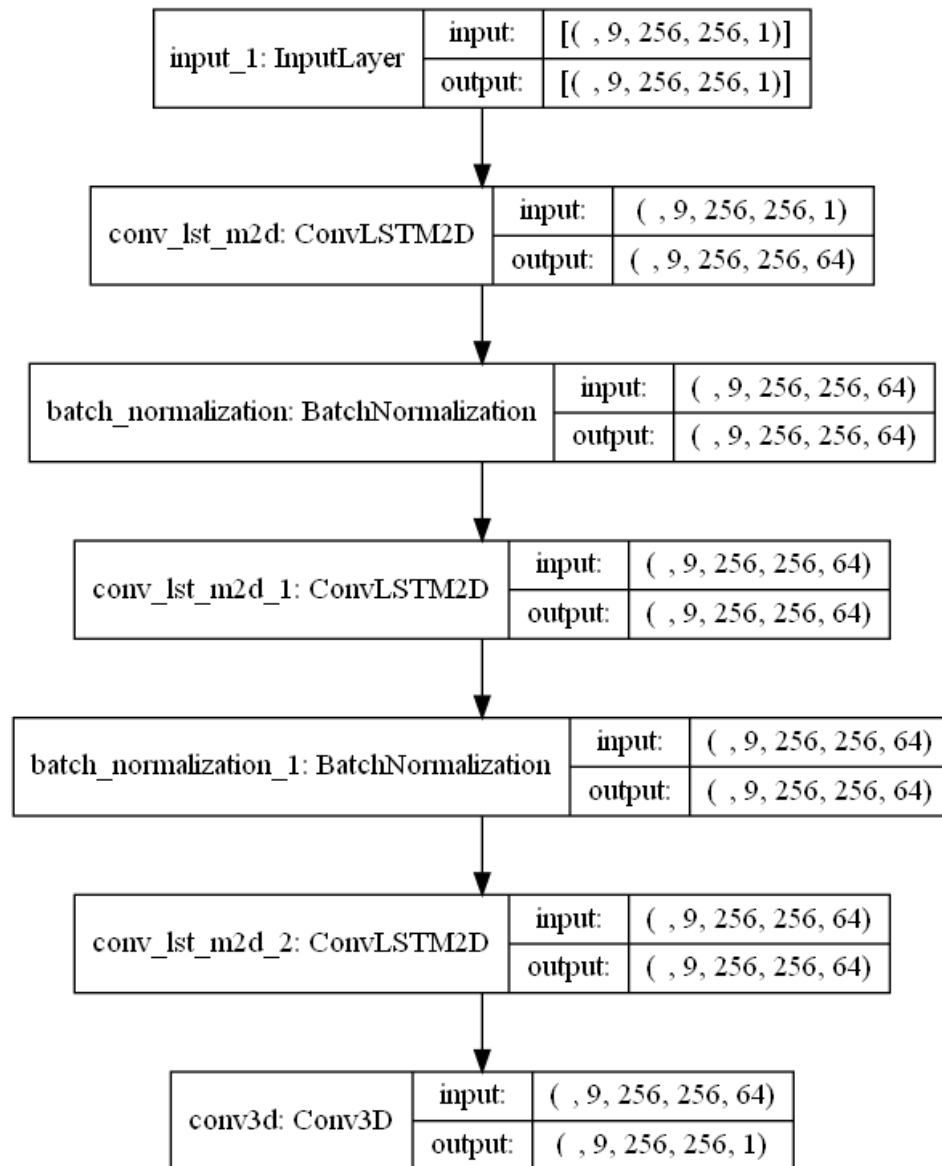 input_1: InputLayer
input: [( , 9, 256, 256, 1)]
output: [( , 9, 256, 256, 1)]
conv_lst_m2d: ConvLSTM2D
input: ( , 9, 256, 256, 1)
output: ( , 9, 256, 256, 64)
batch_normalization: BatchNormalization
input: ( , 9, 256, 256, 64)
output: ( , 9, 256, 256, 64)
conv_lst_m2d_1: ConvLSTM2D
input: ( , 9, 256, 256, 64)
output: ( , 9, 256, 256, 64)
batch_normalization_1: BatchNormalization
input: ( , 9, 256, 256, 64)
output: ( , 9, 256, 256, 64)
conv_lst_m2d_2: ConvLSTM2D
input: ( , 9, 256, 256, 64)
output: ( , 9, 256, 256, 64)
conv3d: Conv3D
input: ( , 9, 256, 256, 64)
output: ( , 9, 256, 256, 1)